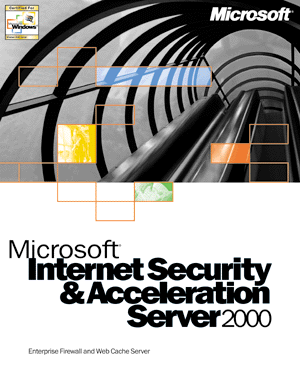 Certified For
Windows
Microsoft®
Microsoft®
Internet Security
& Acceleration
Server 2000
Enterprise Firewall and Web Cache Server